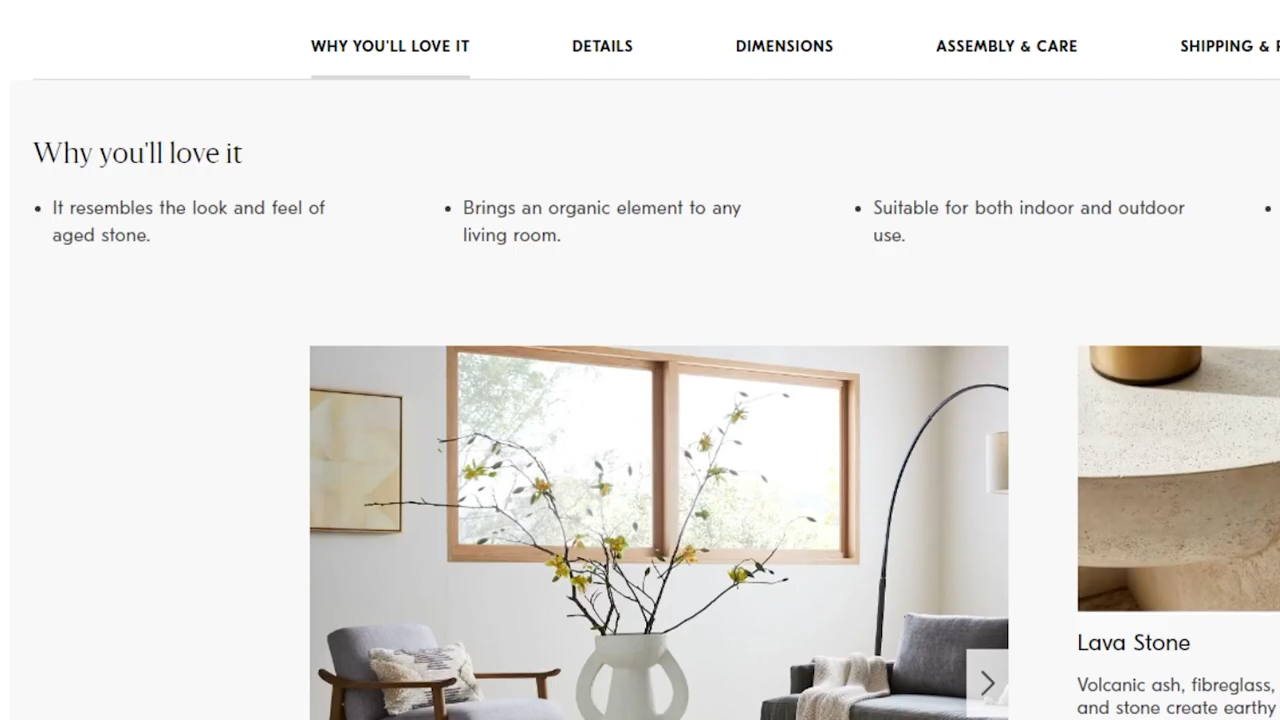 WHY YOU'LL LOVE IT
DETAILS
DIMENSIONS
ASSEMBLY & CARE
SHIPPING &
Why you'll love it
• It resembles the look and feel of
aged stone.
• Brings an organic element to any
living room.
• Suitable for both indoor and outdoor
use.
•
Lava Stone
Volcanic ash, fibreglass,
and stone create earthy